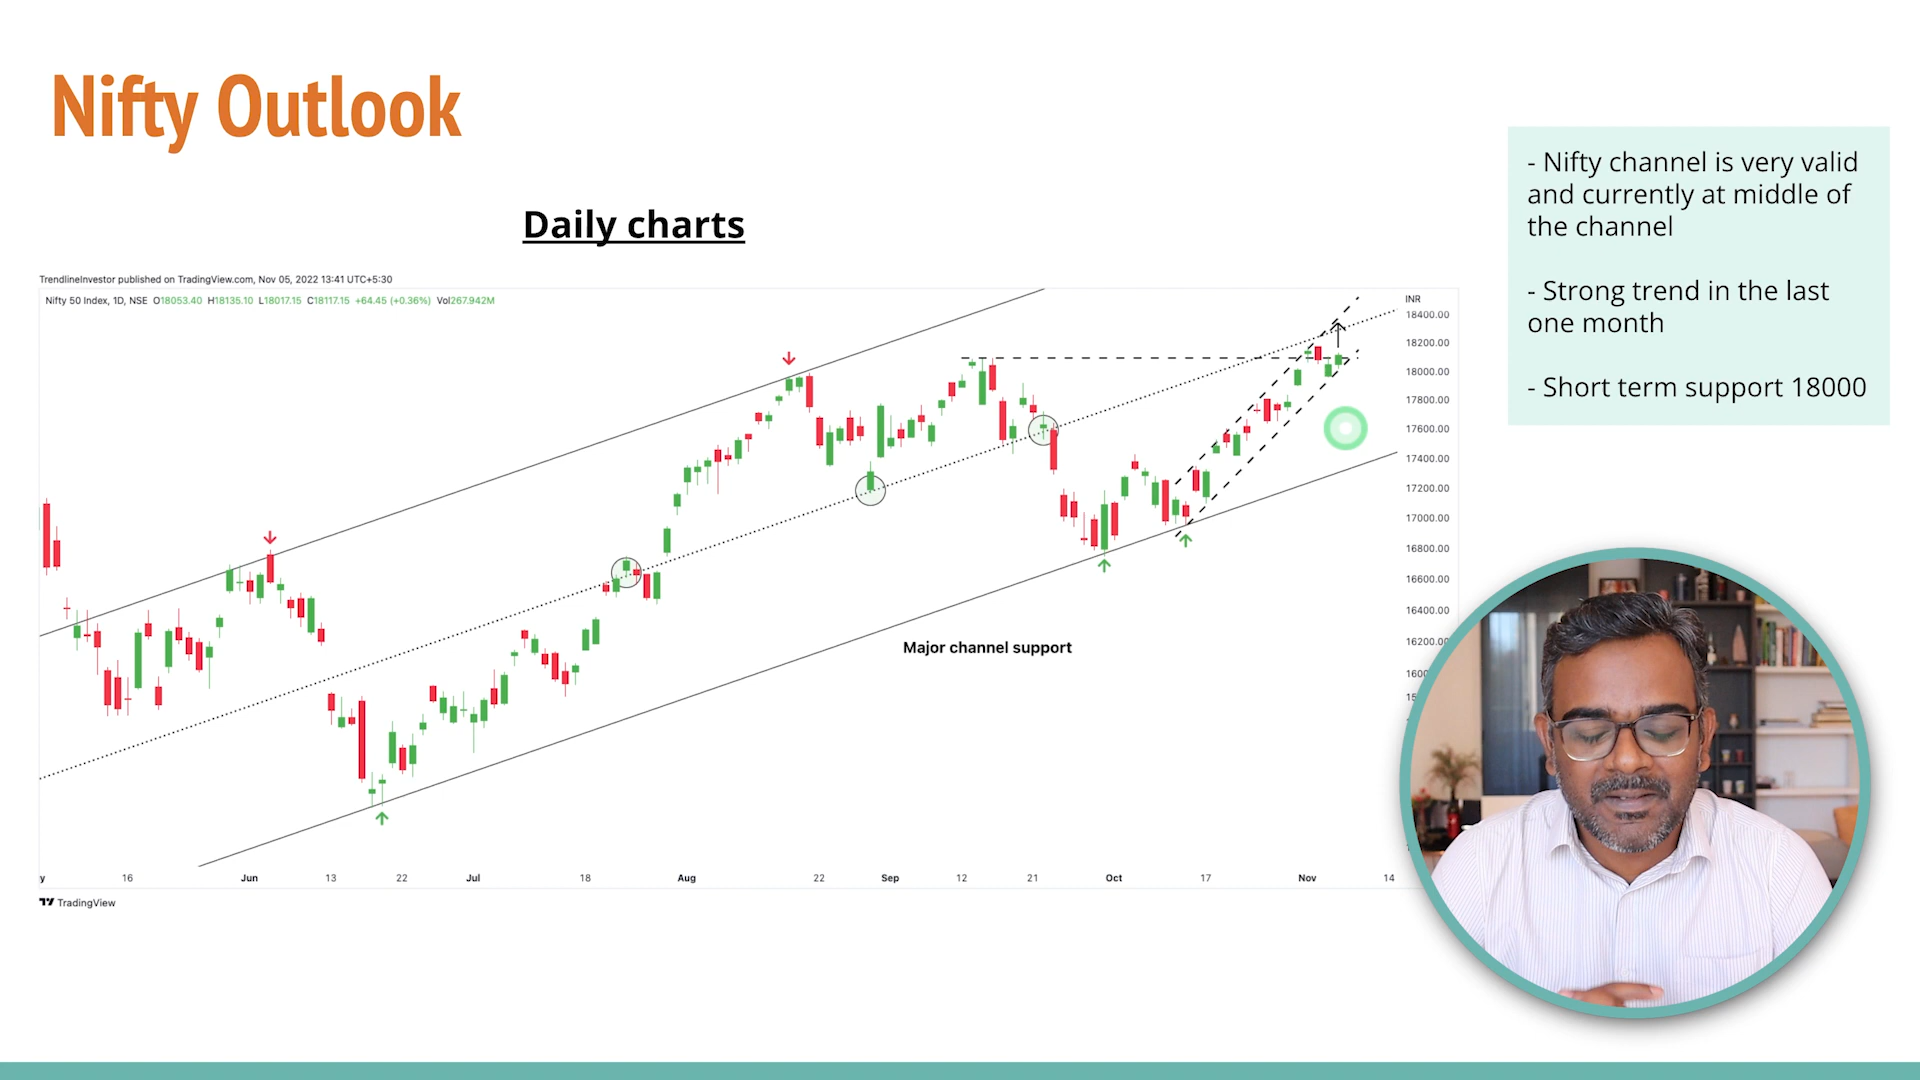 Nifty Outlook
Daily charts
TrendlineInvestor published on TradingView.com, Nov 05, 2022 13:41 UTC+5:30
Nifty 50 Index, 1D, NSE O18053.40 H18135.10 L18017.15 C18117.15 +64.45 (+0.36%) Vol267.942M
INR
18400.00
18200.00
18000.00
17800.00
17600.00
17400.00
17200.00
17000.00
16800.00
16600.00
16400.00
16200.00
Major channel support
y 16 Jun 13 22 Jul 18 Aug 22 Sep 12 21 Oct 17 Nov 14
TradingView
- Nifty channel is very valid
and currently at middle of
the channel
- Strong trend in the last
one month
- Short term support 18000